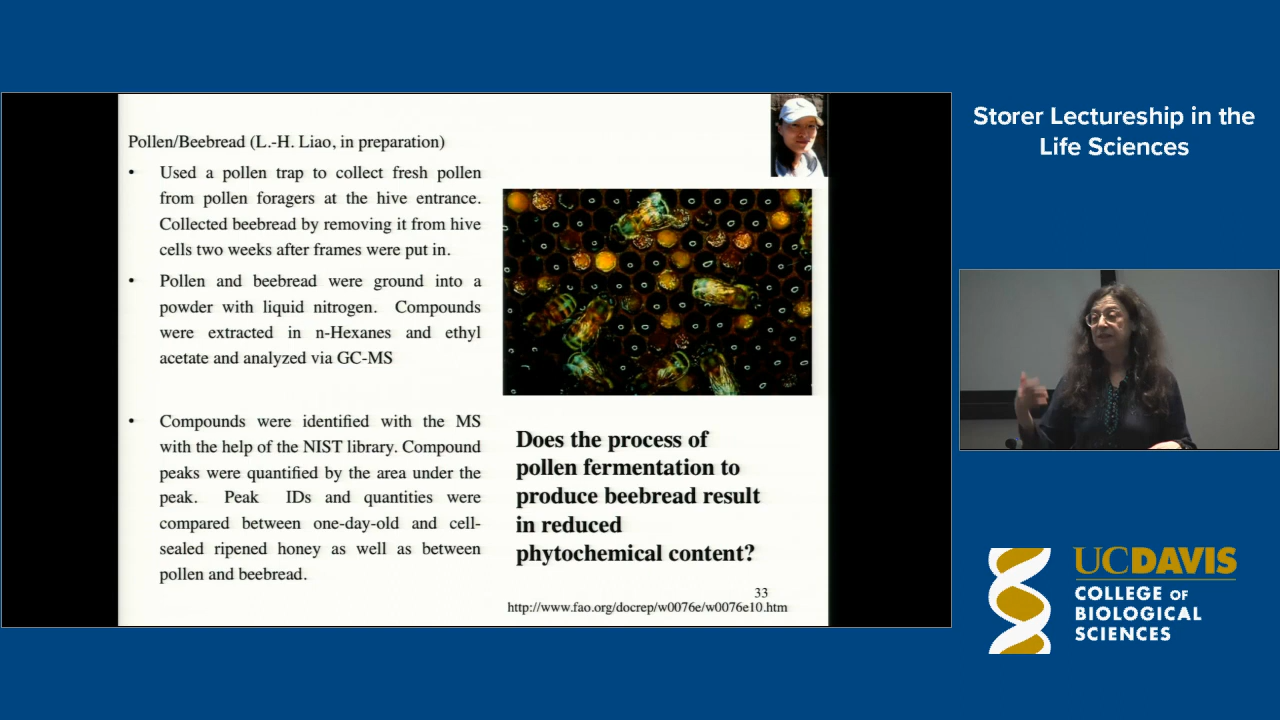 Pollen/Beebread (L.-H. Liao, in preparation)
• Used a pollen trap to collect fresh pollen
from pollen foragers at the hive entrance.
Collected beebread by removing it from hive
cells two weeks after frames were put in.
• Pollen and beebread were ground into a
powder with liquid nitrogen. Compounds
were extracted in n-Hexanes and ethyl
acetate and analyzed via GC-MS
• Compounds were identified with the MS
with the help of the NIST library. Compound
peaks were quantified by the area under the
peak. Peak IDs and quantities were
compared between one-day-old and cell-
sealed ripened honey as well as between
pollen and beebread.
Does the process of
pollen fermentation to
produce beebread result
in reduced
phytochemical content?
33
http://www.fao.org/docrep/w0076e/w0076e10.htm
Storer Lectureship in the
Life Sciences
UCDAVIS
COLLEGE OF
BIOLOGICAL
SCIENCES